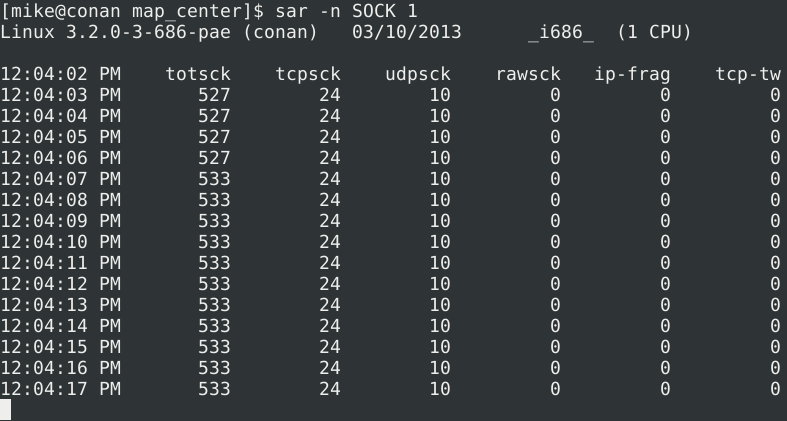 [mike@conan map_center]$ sar -n SOCK 1
Linux 3.2.0-3-686-pae (conan)   03/10/2013      _i686_  (1 CPU)
12:04:02 PM    totsck    tcpsck    udpsck    rawsck   ip-frag    tcp-tw
12:04:03 PM       527        24        10         0         0         0
12:04:04 PM       527        24        10         0         0         0
12:04:05 PM       527        24        10         0         0         0
12:04:06 PM       527        24        10         0         0         0
12:04:07 PM       533        24        10         0         0         0
12:04:08 PM       533        24        10         0         0         0
12:04:09 PM       533        24        10         0         0         0
12:04:10 PM       533        24        10         0         0         0
12:04:11 PM       533        24        10         0         0         0
12:04:12 PM       533        24        10         0         0         0
12:04:13 PM       533        24        10         0         0         0
12:04:14 PM       533        24        10         0         0         0
12:04:15 PM       533        24        10         0         0         0
12:04:16 PM       533        24        10         0         0         0
12:04:17 PM       533        24        10         0         0         0